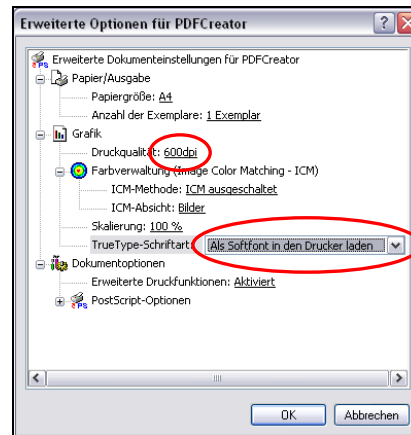 Erweiterte Optionen für PDFCreator
Erweiterte Dokumenteinstellungen für PDFCreator
Papier/Ausgabe
Papiergröße: A4
Anzahl der Exemplare: 1 Exemplar
Grafik
Druckqualität: 600dpi
Farbverwaltung (Image Color Matching - ICM)
ICM-Methode: ICM ausgeschaltet
ICM-Absicht: Bilder
Skalierung: 100 %
TrueType-Schriftart: Als Softfont in den Drucker laden
Dokumentoptionen
Erweiterte Druckfunktionen: Aktiviert
PostScript-Optionen
OK Abbrechen